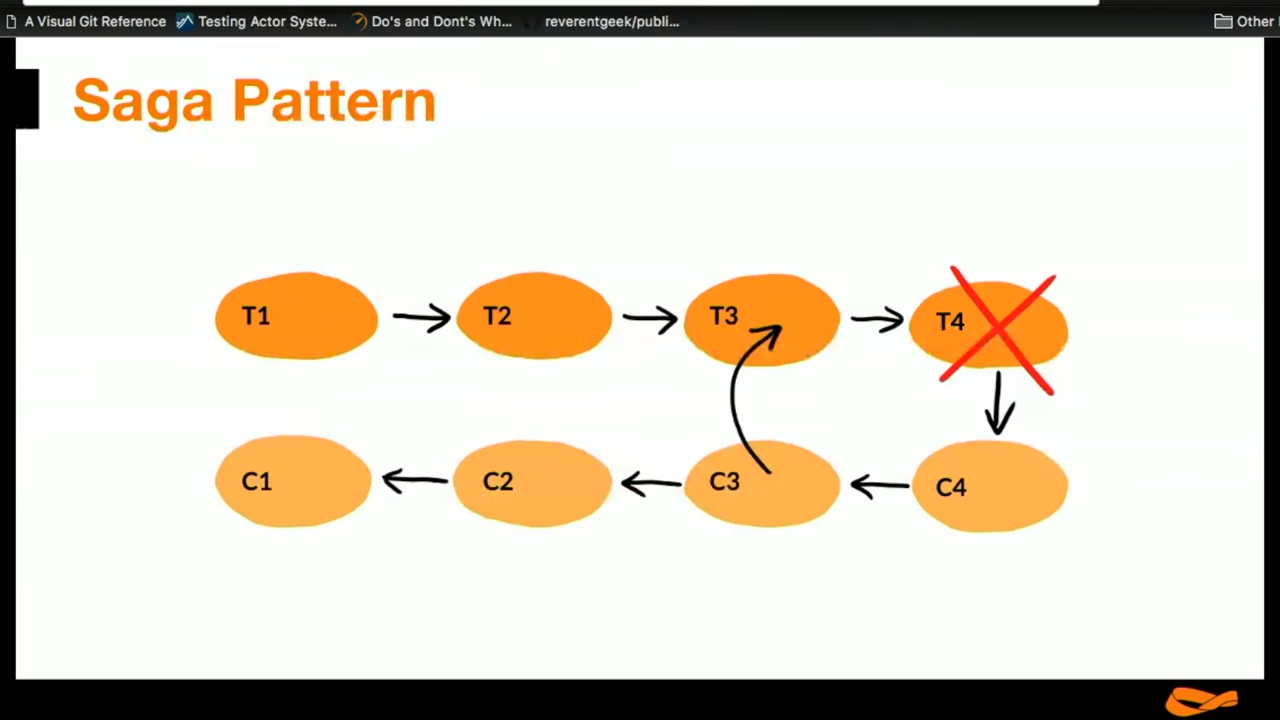 A Visual Git Reference Testing Actor Syste... Do's and Dont's Wh... reverentgeek/publi... Other
Saga Pattern
T1 T2 T3 T4
C1 C2 C3 C4